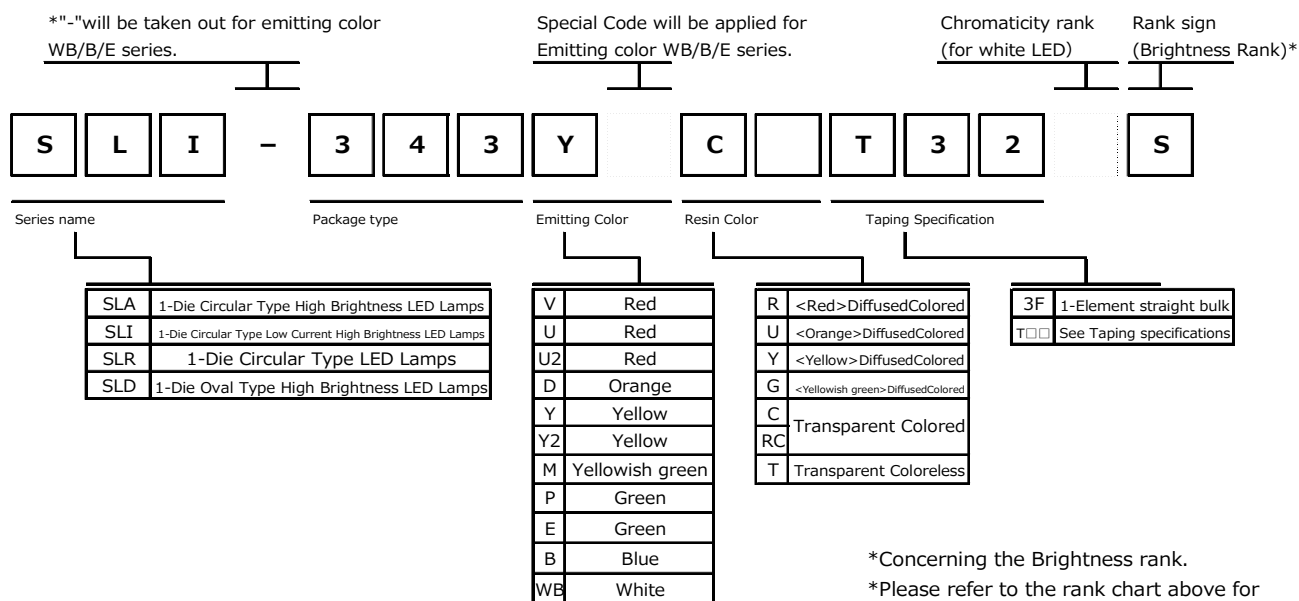 *"-"will be taken out for emitting color
WB/B/E series.
Special Code will be applied for
Emitting color WB/B/E series.
Chromaticity rank
(for white LED)
Rank sign
(Brightness Rank)*
S L I – 3 4 3 Y C T 3 2 S
Series name
Package type
Emitting Color
Resin Color
Taping Specification
SLA 1-Die Circular Type High Brightness LED Lamps
SLI 1-Die Circular Type Low Current High Brightness LED Lamps
SLR 1-Die Circular Type LED Lamps
SLD 1-Die Oval Type High Brightness LED Lamps
V Red
U Red
U2 Red
D Orange
Y Yellow
Y2 Yellow
M Yellowish green
P Green
E Green
B Blue
WB White
R <Red>DiffusedColored
U <Orange>DiffusedColored
Y <Yellow>DiffusedColored
G <Yellowish green>DiffusedColored
C
Transparent Colored
RC
T Transparent Coloreless
3F 1-Element straight bulk
T□□ See Taping specifications
*Concerning the Brightness rank.
*Please refer to the rank chart above for